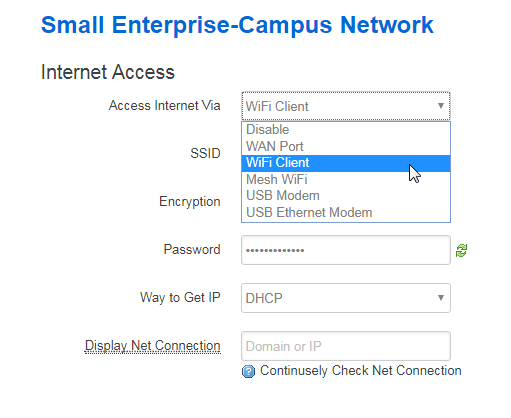 Small Enterprise-Campus Network
Internet Access
Access Internet Via WiFi Client
Disable
WAN Port
SSID
WiFi Client
Mesh WiFi
USB Modem
Encryption
USB Ethernet Modem
Password •••••••••••••
Way to Get IP DHCP
Display Net Connection Domain or IP
Continusely Check Net Connection